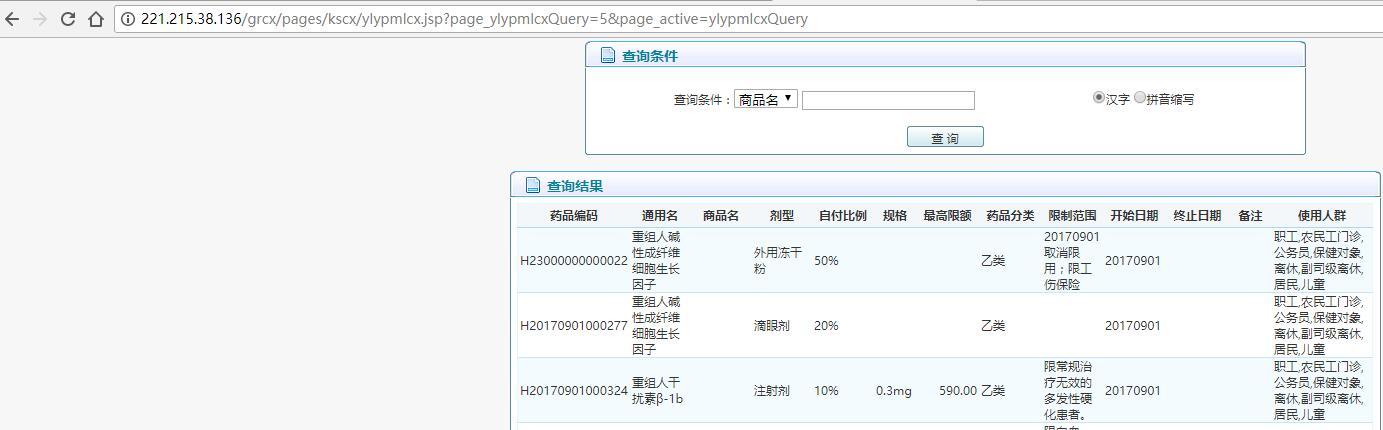 221.215.38.136/grcx/pages/kscx/ylypmlcx.jsp?page_ylypmlcxQuery=5&page_active=ylypmlcxQuery
查询条件
查询条件： 商品名 汉字 拼音缩写
查 询
查询结果
药品编码 通用名 商品名 剂型 自付比例 规格 最高限额 药品分类 限制范围 开始日期 终止日期 备注 使用人群
H23000000000022
重组人碱
性成纤维
细胞生长
因子
外用冻干
粉
50%
乙类
20170901
取消限
用；限工
伤保险
20170901
职工,农民工门诊,
公务员,保健对象,
离休,副司级离休,
居民,儿童
H20170901000277
重组人碱
性成纤维
细胞生长
因子
滴眼剂
20%
乙类
20170901
职工,农民工门诊,
公务员,保健对象,
离休,副司级离休,
居民,儿童
H20170901000324
重组人干
扰素β-1b
注射剂
10%
0.3mg
590.00
乙类
限常规治
疗无效的
多发性硬
化患者。
20170901
职工,农民工门诊,
公务员,保健对象,
离休,副司级离休,
居民,儿童